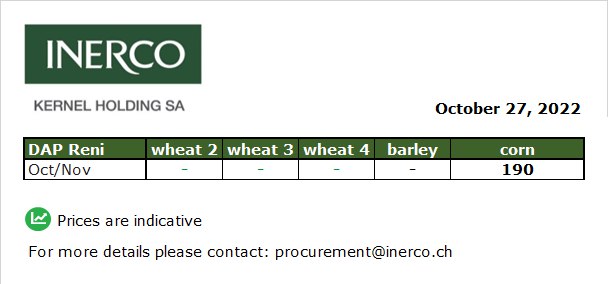 INERCO
KERNEL HOLDING SA
October 27, 2022
DAP Reni wheat 2 wheat 3 wheat 4 barley corn
Oct/Nov - - - - 190
Prices are indicative
For more details please contact: procurement@inerco.ch